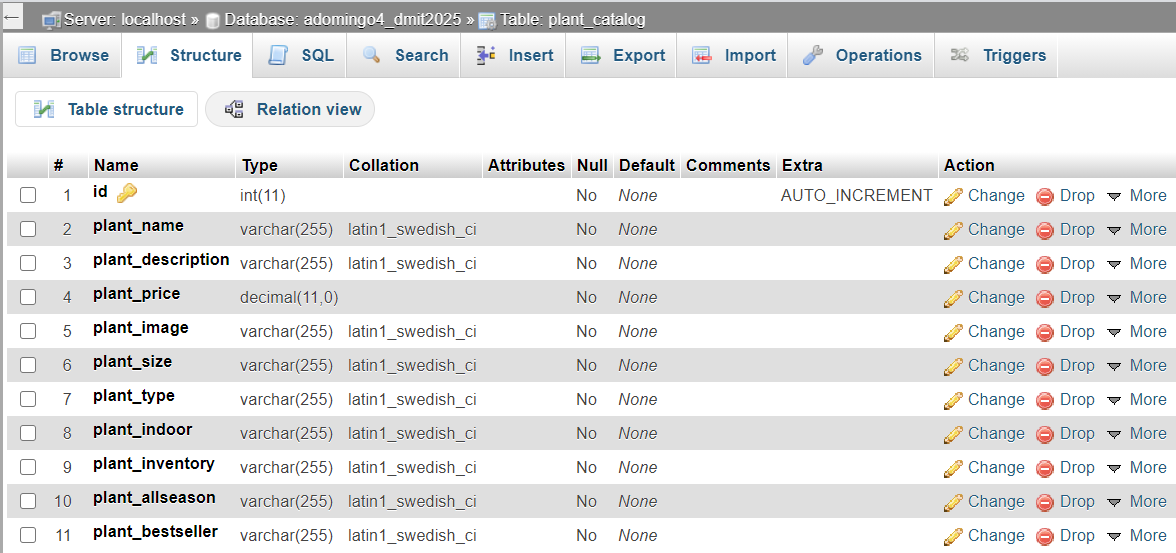 Server: localhost » Database: adomingo4_dmit2025 » Table: plant_catalog
Browse Structure SQL Search Insert Export Import Operations Triggers
Table structure Relation view
# Name Type Collation Attributes Null Default Comments Extra Action
1 id int(11) No None AUTO_INCREMENT Change Drop More
2 plant_name varchar(255) latin1_swedish_ci No None Change Drop More
3 plant_description varchar(255) latin1_swedish_ci No None Change Drop More
4 plant_price decimal(11,0) No None Change Drop More
5 plant_image varchar(255) latin1_swedish_ci No None Change Drop More
6 plant_size varchar(255) latin1_swedish_ci No None Change Drop More
7 plant_type varchar(255) latin1_swedish_ci No None Change Drop More
8 plant_indoor varchar(255) latin1_swedish_ci No None Change Drop More
9 plant_inventory varchar(255) latin1_swedish_ci No None Change Drop More
10 plant_allseason varchar(255) latin1_swedish_ci No None Change Drop More
11 plant_bestseller varchar(255) latin1_swedish_ci No None Change Drop More